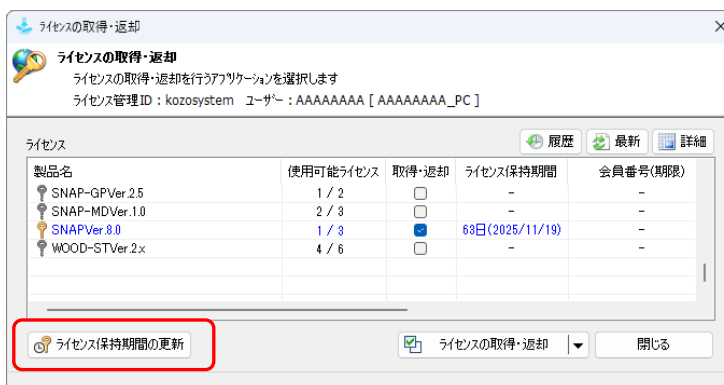 ライセンスの取得・返却
ライセンスの取得・返却
ライセンスの取得・返却を行うアプリケーションを選択します
ライセンス管理ID：kozosystem ユーザー：AAAAAAAA [ AAAAAAAA_PC ]
ライセンス 履歴 最新 詳細
製品名 使用可能ライセンス 取得・返却 ライセンス保持期間 会員番号(期限)
SNAP-GPVer.2.5 1 / 2 - -
SNAP-MDVer.1.0 2 / 3 - -
SNAPVer.8.0 1 / 3 63日(2025/11/19) -
WOOD-STVer.2.x 4 / 6 - -
ライセンス保持期間の更新 ライセンスの取得・返却 閉じる